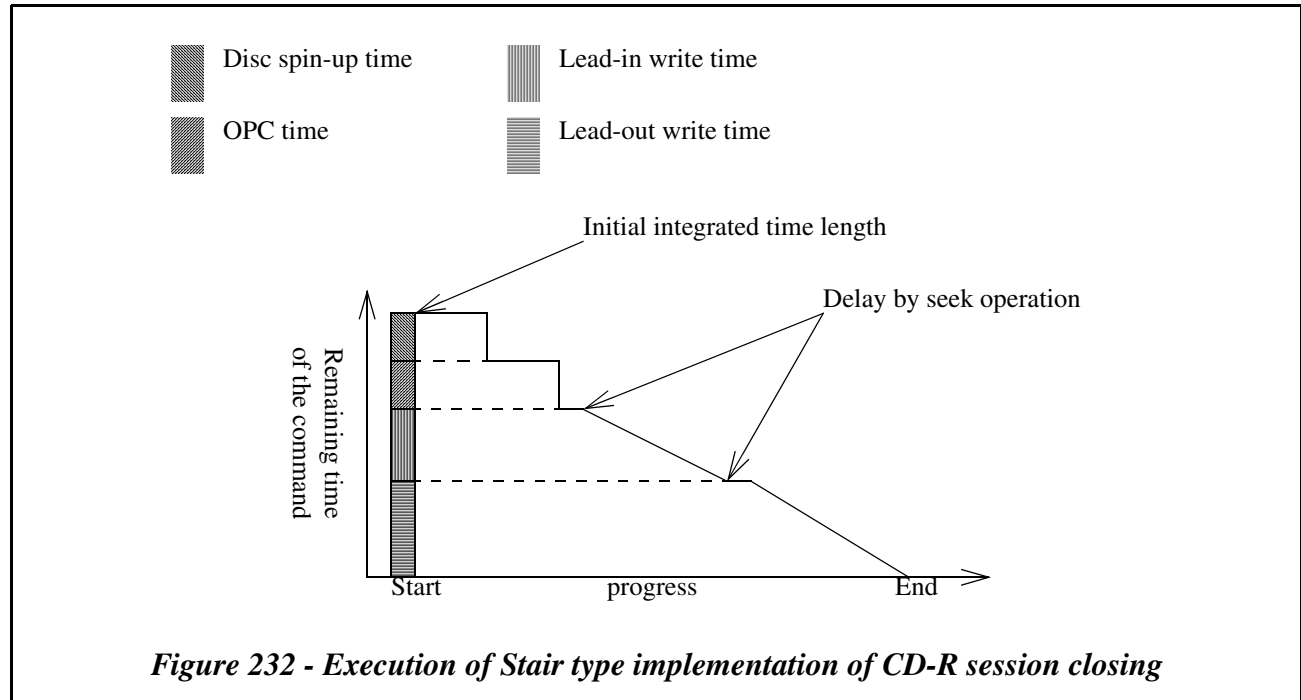 Disc spin-up time
Lead-in write time
OPC time
Lead-out write time
Initial integrated time length
Delay by seek operation
Remaining time
of the command
Start
progress
End
Figure 232 - Execution of Stair type implementation of CD-R session closing